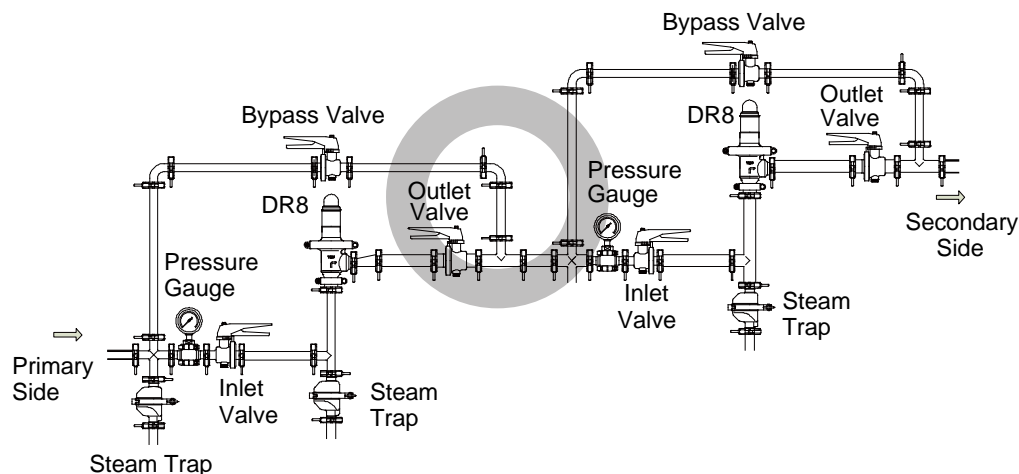 Bypass Valve
DR8
Outlet
Valve
Bypass Valve
DR8
Outlet
Valve
Pressure
Gauge
Secondary
Side
Pressure
Gauge
Inlet
Valve
Steam
Trap
Primary
Side
Inlet
Valve
Steam
Trap
Steam Trap